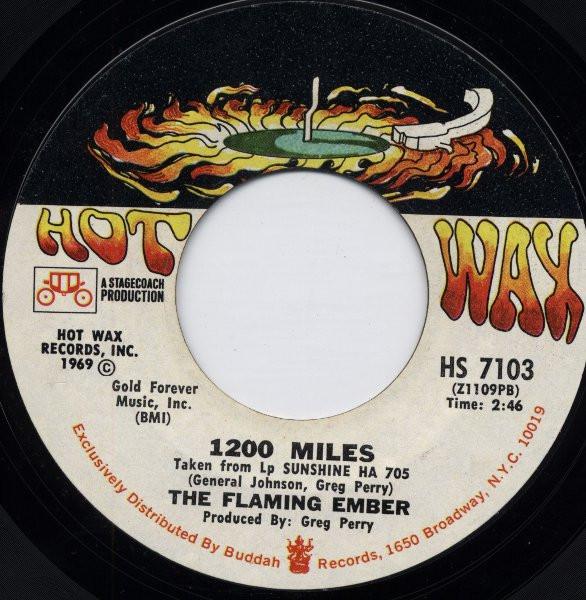 HOT WAX
A STAGECOACH
PRODUCTION
HOT WAX
RECORDS, INC.
1969 ©
Gold Forever
Music, Inc.
(BMI)
HS 7103
(Z1109PB)
Time: 2:46
1200 MILES
Taken from Lp SUNSHINE HA 705
(General Johnson, Greg Perry)
THE FLAMING EMBER
Produced By: Greg Perry
Exclusively Distributed By Buddah Records, 1650 Broadway, N.Y.C. 10019